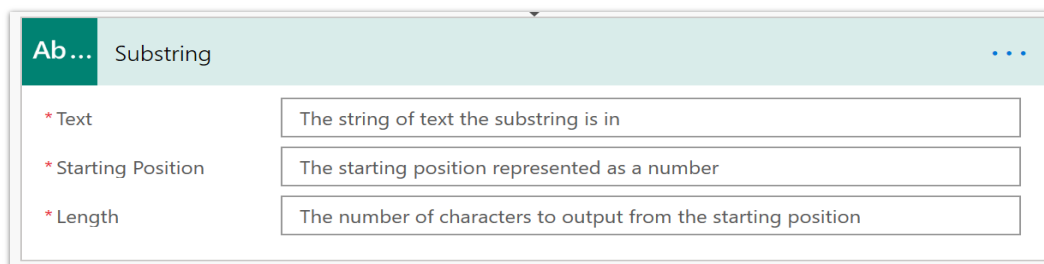 Ab... Substring ...
* Text The string of text the substring is in
* Starting Position The starting position represented as a number
* Length The number of characters to output from the starting position